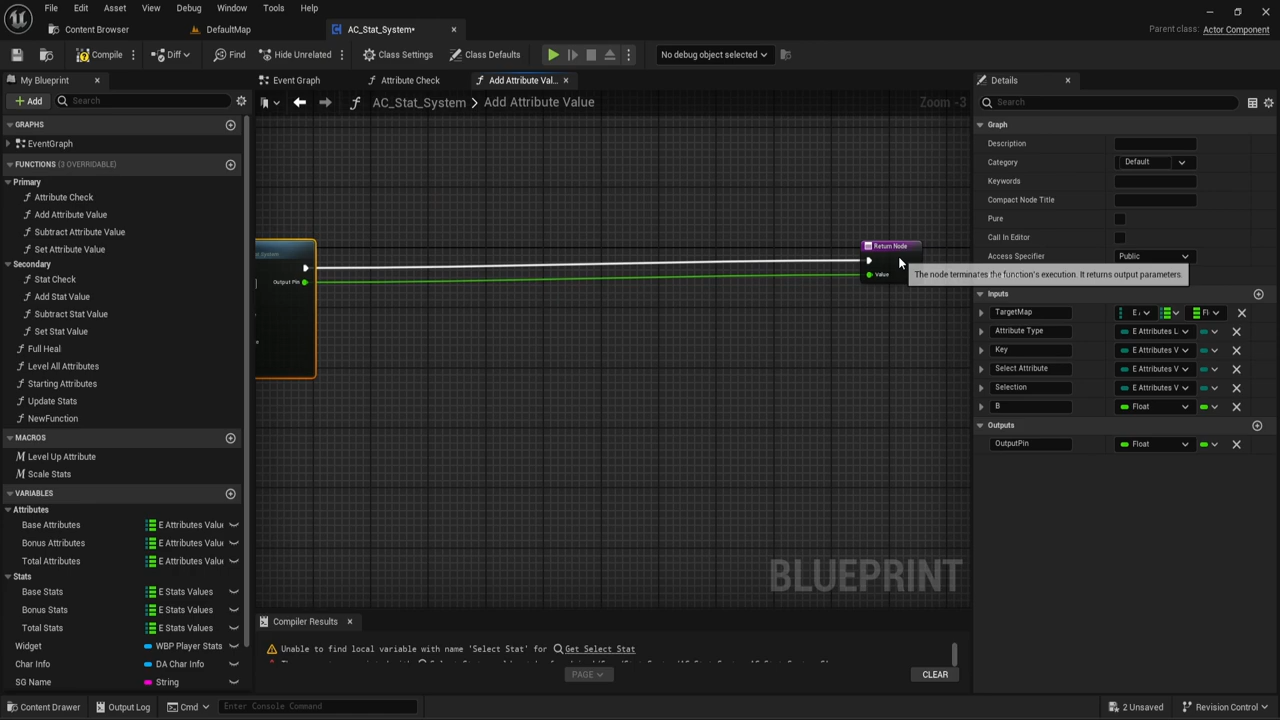 File Edit Asset View Debug Window Tools Help
Content Browser DefaultMap AC_Stat_System* Parent class: Actor Component
Compile Diff Find Hide Unrelated Class Settings Class Defaults No debug object selected
My Blueprint Event Graph Attribute Check Add Attribute Val... Details
Add Search AC_Stat_System > Add Attribute Value Zoom -3 Search
GRAPHS
EventGraph
FUNCTIONS (3 OVERRIDABLE)
Primary
Attribute Check
Add Attribute Value
Subtract Attribute Value
Set Attribute Value
Secondary
Stat Check
Add Stat Value
Subtract Stat Value
Set Stat Value
Full Heal
Level All Attributes
Starting Attributes
Update Stats
NewFunction
MACROS
Level Up Attribute
Scale Stats
VARIABLES
Attributes
Base Attributes E Attributes Valu
Bonus Attributes E Attributes Value
Total Attributes E Attributes Value
Stats
Base Stats E Stats Values
Bonus Stats E Stats Values
Total Stats E Stats Values
Widget WBP Player Stats
Char Info DA Char Info
SG Name String
Output Pin
Return Node
Value
The node terminates the function's execution. It returns output parameters.
BLUEPRINT
Graph
Description
Category Default
Keywords
Compact Node Title
Pure
Call In Editor
Access Specifier Public
Inputs
TargetMap
Attribute Type E Attributes L
Key E Attributes V
Select Attribute E Attributes V
Selection E Attributes V
B Float
Outputs
OutputPin Float
Compiler Results
Unable to find local variable with name 'Select Stat' for Get Select Stat
PAGE CLEAR
Content Drawer Output Log Cmd Enter Console Command 2 Unsaved Revision Control